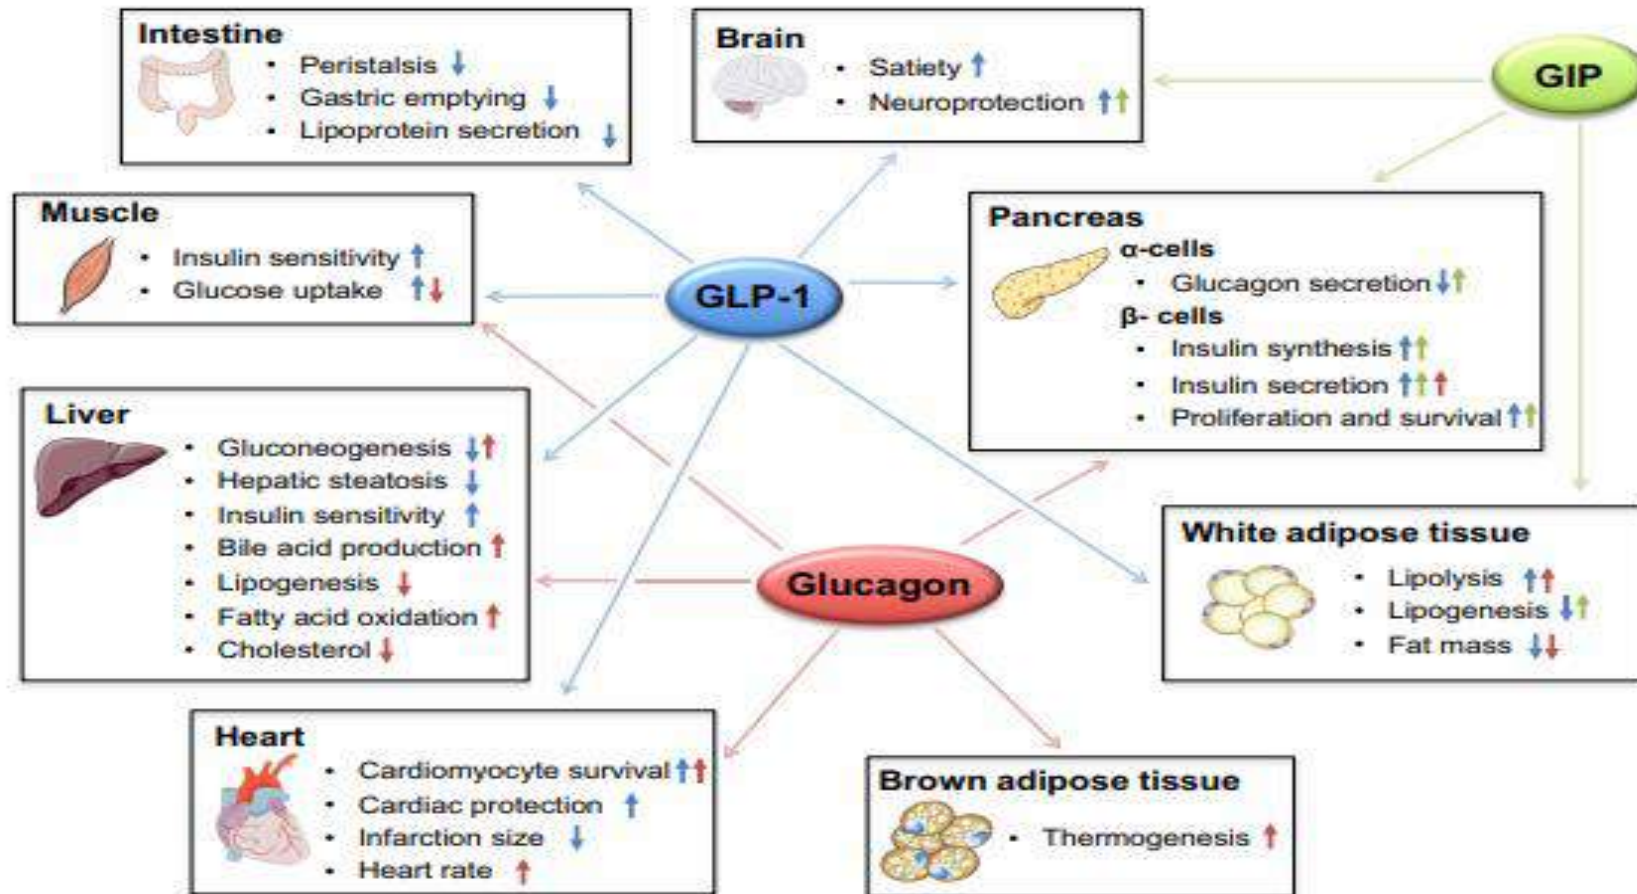 Intestine
• Peristalsis ↓
• Gastric emptying ↓
• Lipoprotein secretion ↓
Brain
• Satiety ↑
• Neuroprotection ↑↑
GIP
Muscle
• Insulin sensitivity ↑
• Glucose uptake ↑↓
GLP-1
Pancreas
α-cells
• Glucagon secretion ↓↑
β- cells
• Insulin synthesis ↑↑
• Insulin secretion ↑↑↑
• Proliferation and survival ↑↑
Liver
• Gluconeogenesis ↓↑
• Hepatic steatosis ↓
• Insulin sensitivity ↑
• Bile acid production ↑
• Lipogenesis ↓
• Fatty acid oxidation ↑
• Cholesterol ↓
Glucagon
White adipose tissue
• Lipolysis ↑↑
• Lipogenesis ↓↑
• Fat mass ↓↓
Heart
• Cardiomyocyte survival ↑↑
• Cardiac protection ↑
• Infarction size ↓
• Heart rate ↑
Brown adipose tissue
• Thermogenesis ↑